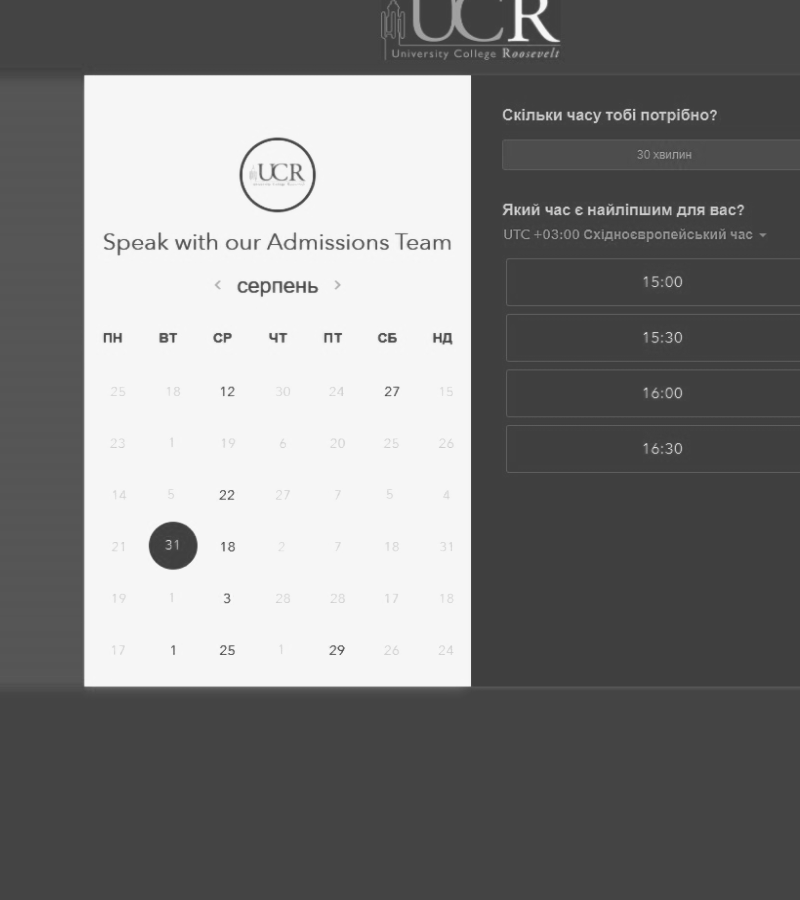 UCR
University College Roosevelt
UCR
Speak with our Admissions Team
серпень
ПН ВТ СР ЧТ ПТ СБ НД
25 18 12 30 24 27 15
23 1 19 6 20 25 26
14 5 22 27 7 5 4
21 31 18 2 7 18 31
19 1 3 28 28 17 18
17 1 25 1 29 26 24
Скільки часу тобі потрібно?
30 хвилин
Який час є найліпшим для вас?
UTC +03:00 Східноєвропейський час
15:00
15:30
16:00
16:30